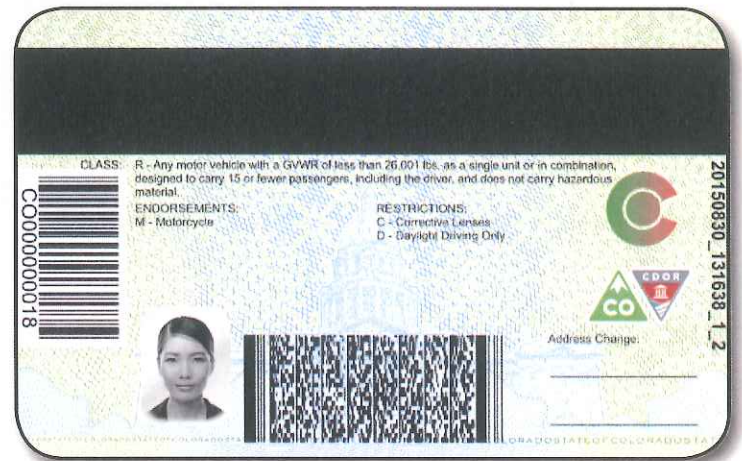 CLASS: R - Any motor vehicle with a GVWR of less than 26,001 lbs. as a single unit or in combination,
designed to carry 15 or fewer passengers, including the driver, and does not carry hazardous
material.
ENDORSEMENTS:
M - Motorcycle
RESTRICTIONS:
C - Corrective Lenses
D - Daylight Driving Only
CO000000018
20150830_131638_1_2
CO
CDOR
Address Change:
COLORADOSTATEOFCOLORADOSTAT